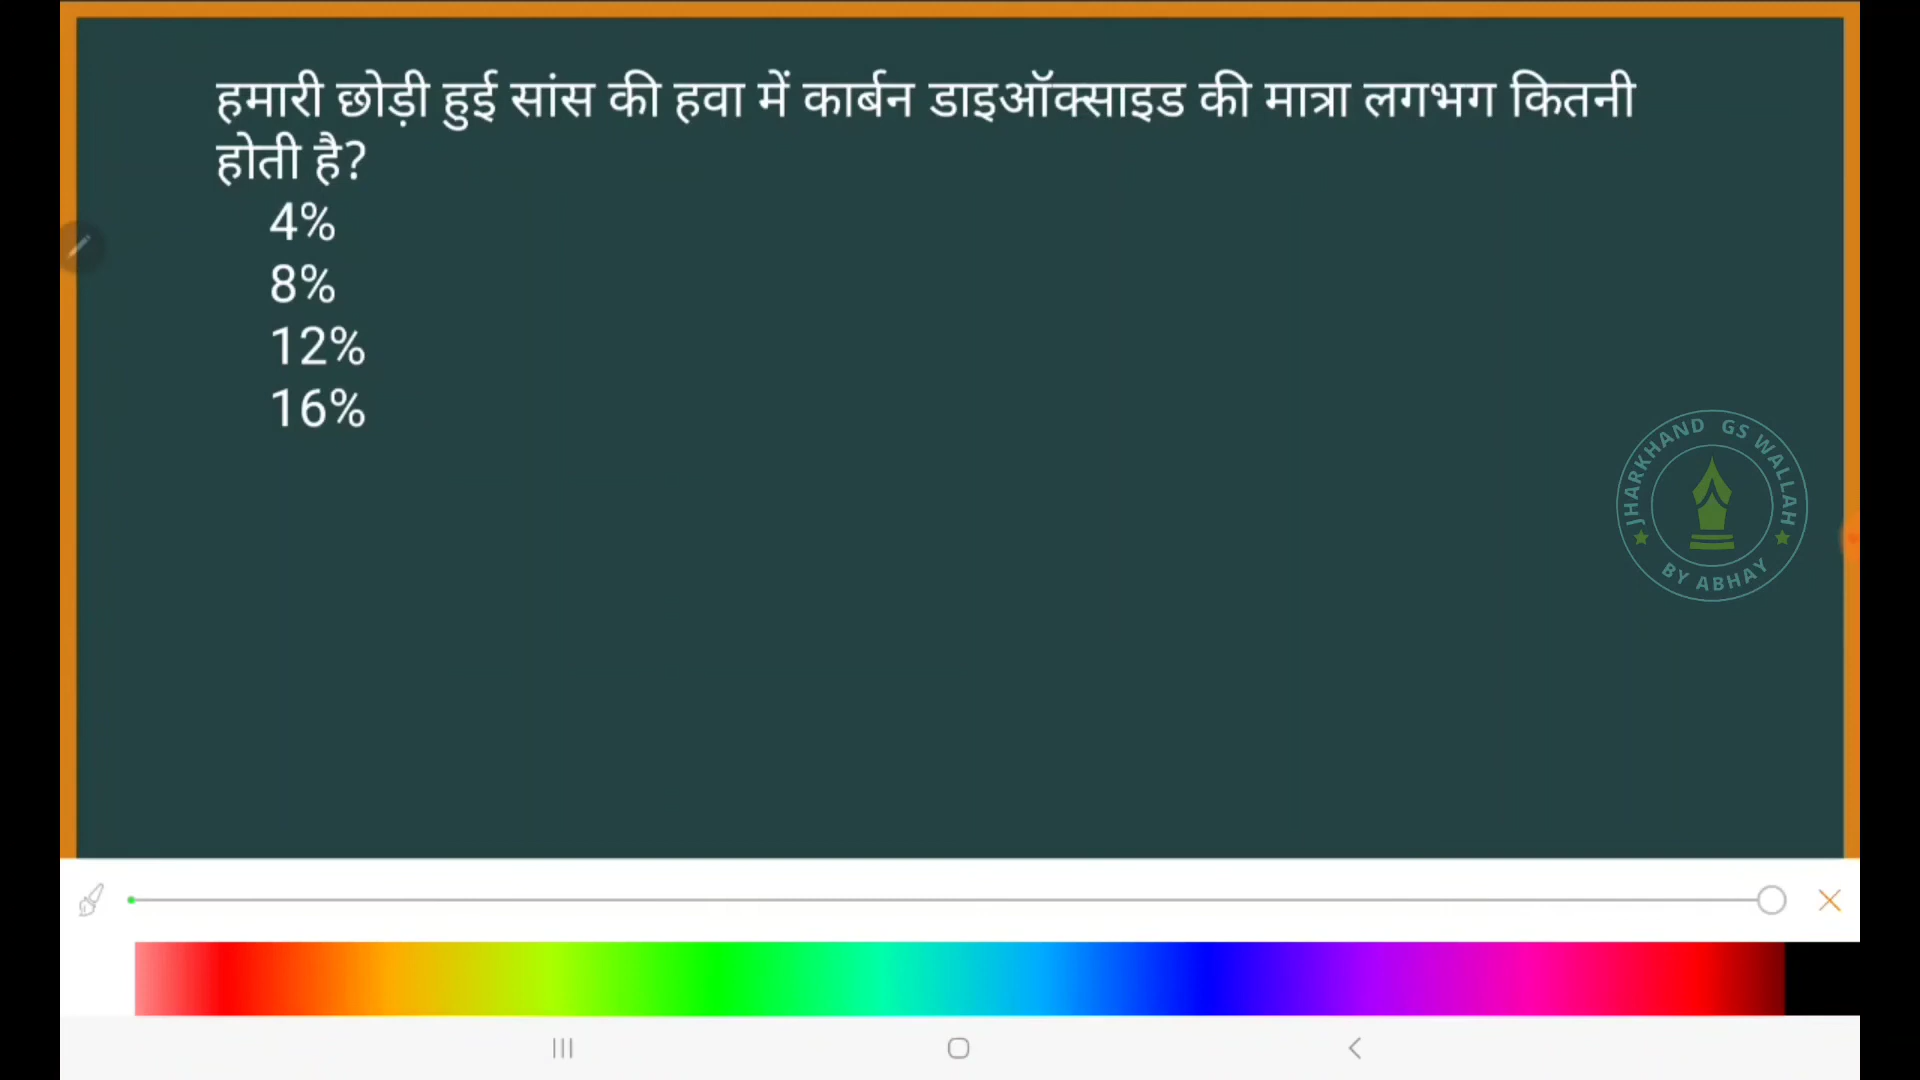 हमारी छोड़ी हुई सांस की हवा में कार्बन डाइऑक्साइड की मात्रा लगभग कितनी
होती है?
4%
8%
12%
16%
JHARKHAND GS WALLAH
BY ABHAY